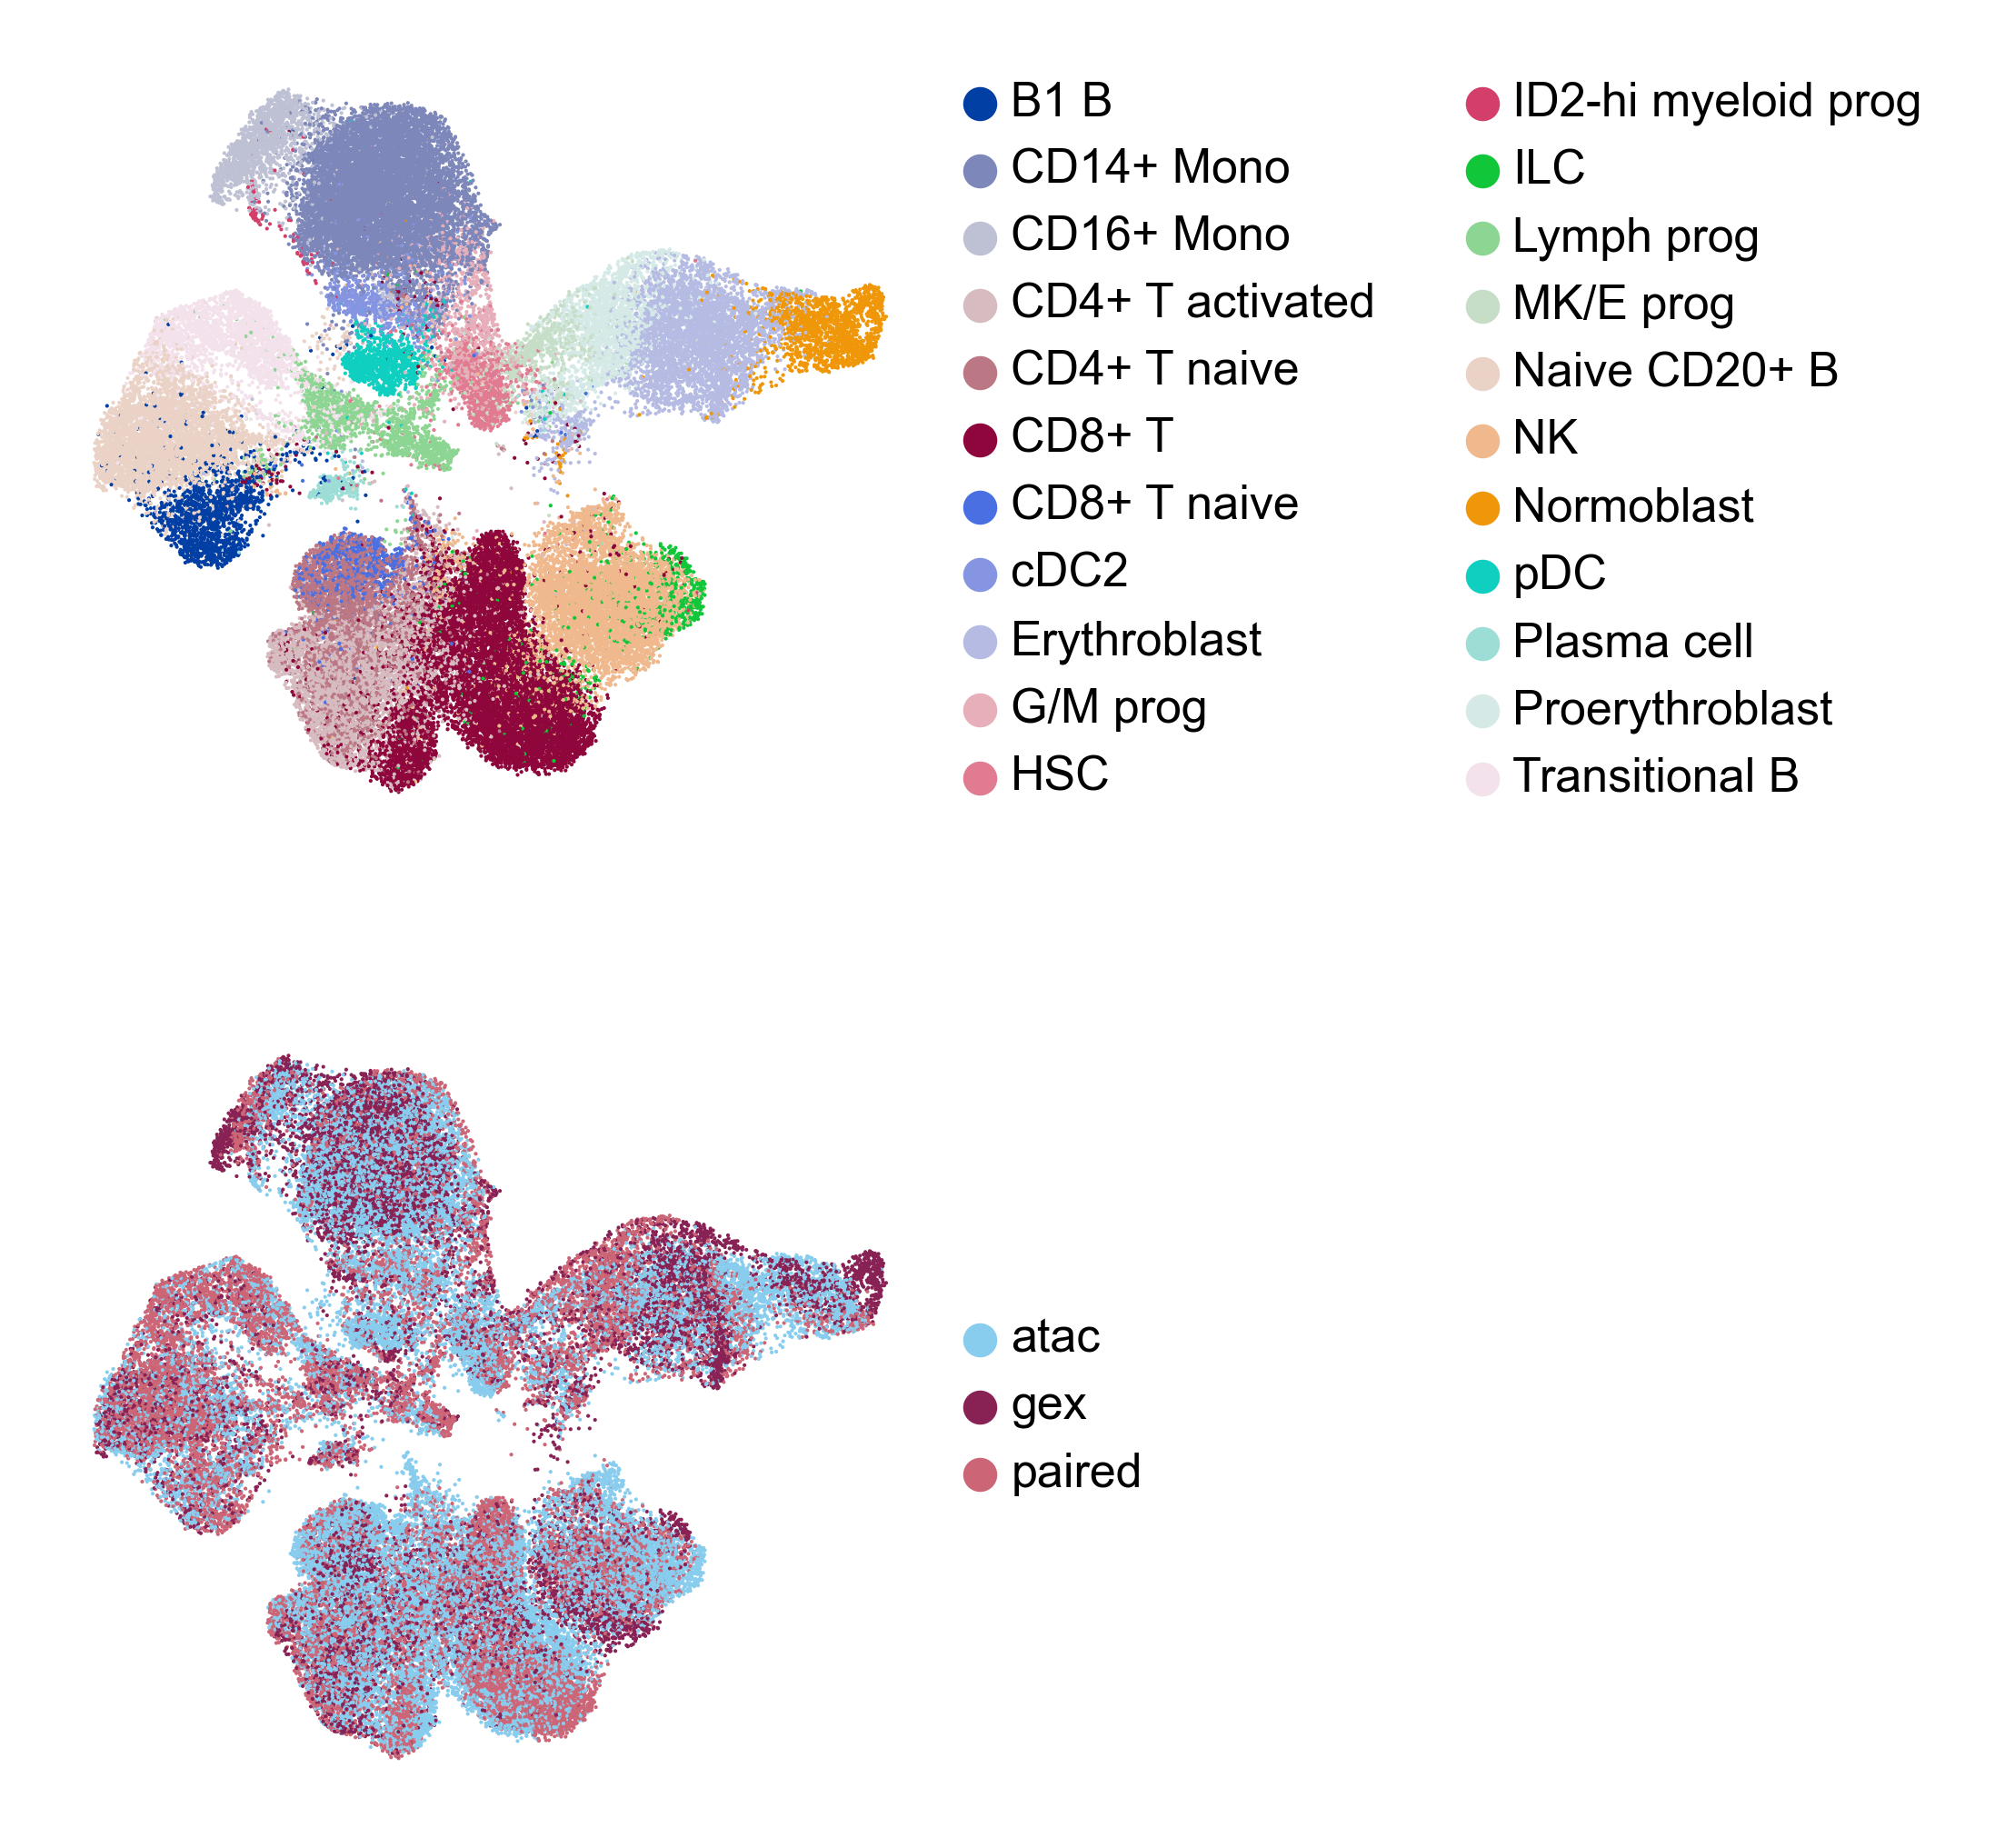 B1 B
CD14+ Mono
CD16+ Mono
CD4+ T activated
CD4+ T naive
CD8+ T
CD8+ T naive
cDC2
Erythroblast
G/M prog
HSC
ID2-hi myeloid prog
ILC
Lymph prog
MK/E prog
Naive CD20+ B
NK
Normoblast
pDC
Plasma cell
Proerythroblast
Transitional B
atac
gex
paired